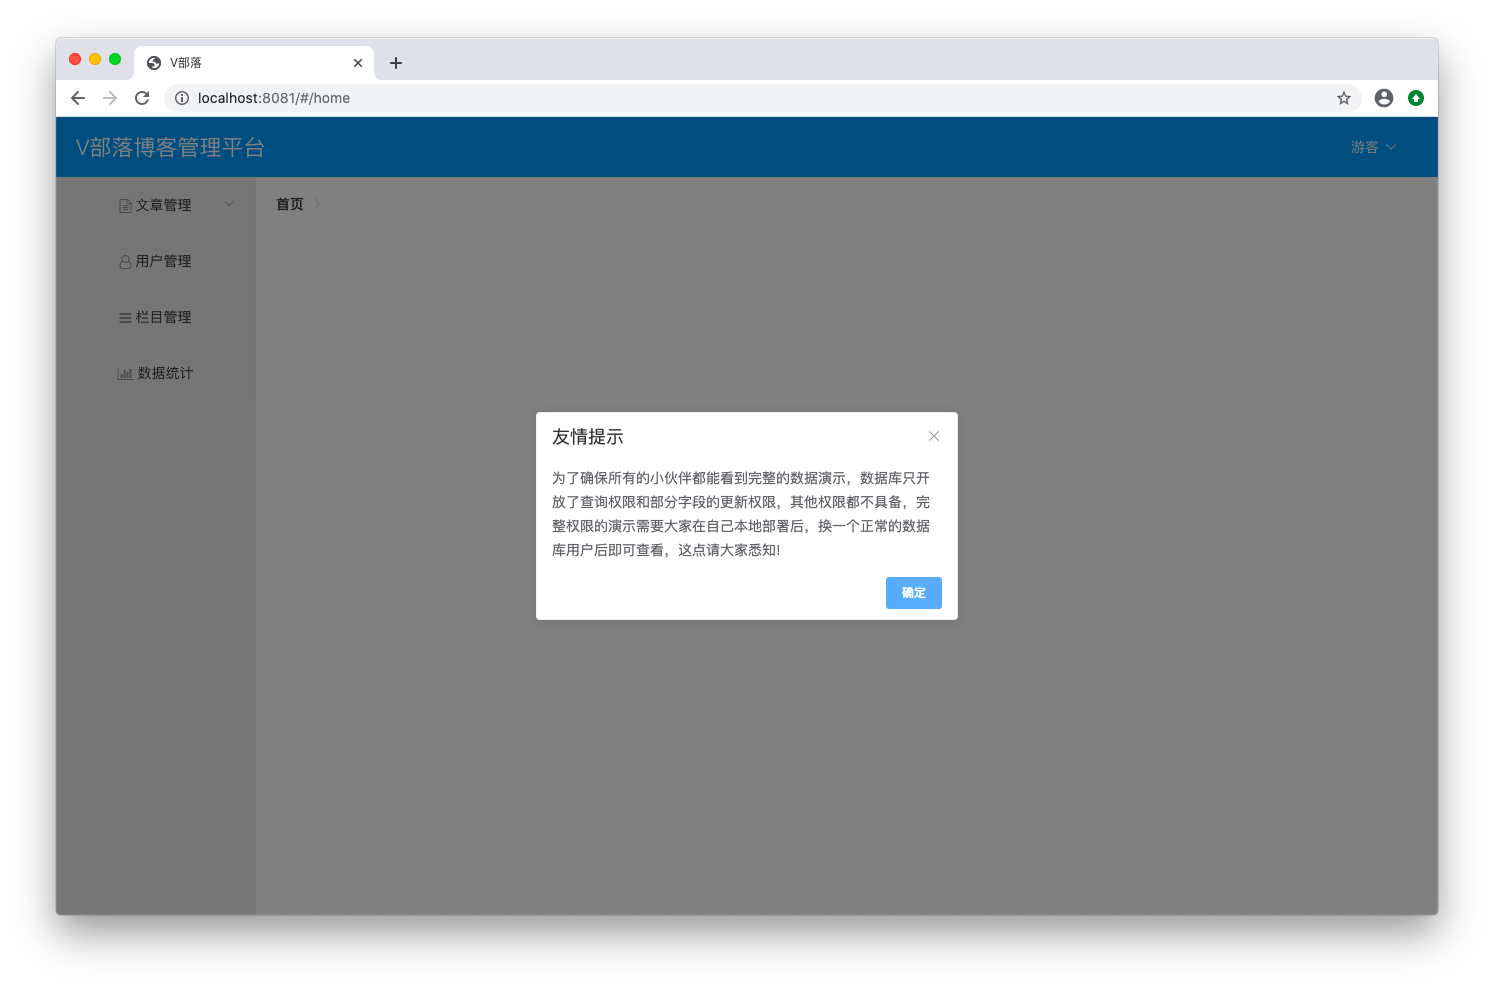 V部落
localhost:8081/#/home
V部落博客管理平台
游客
文章管理
首页
用户管理
栏目管理
数据统计
友情提示
为了确保所有的小伙伴都能看到完整的数据演示，数据库只开
放了查询权限和部分字段的更新权限，其他权限都不具备，完
整权限的演示需要大家在自己本地部署后，换一个正常的数据
库用户后即可查看，这点请大家悉知!
确定